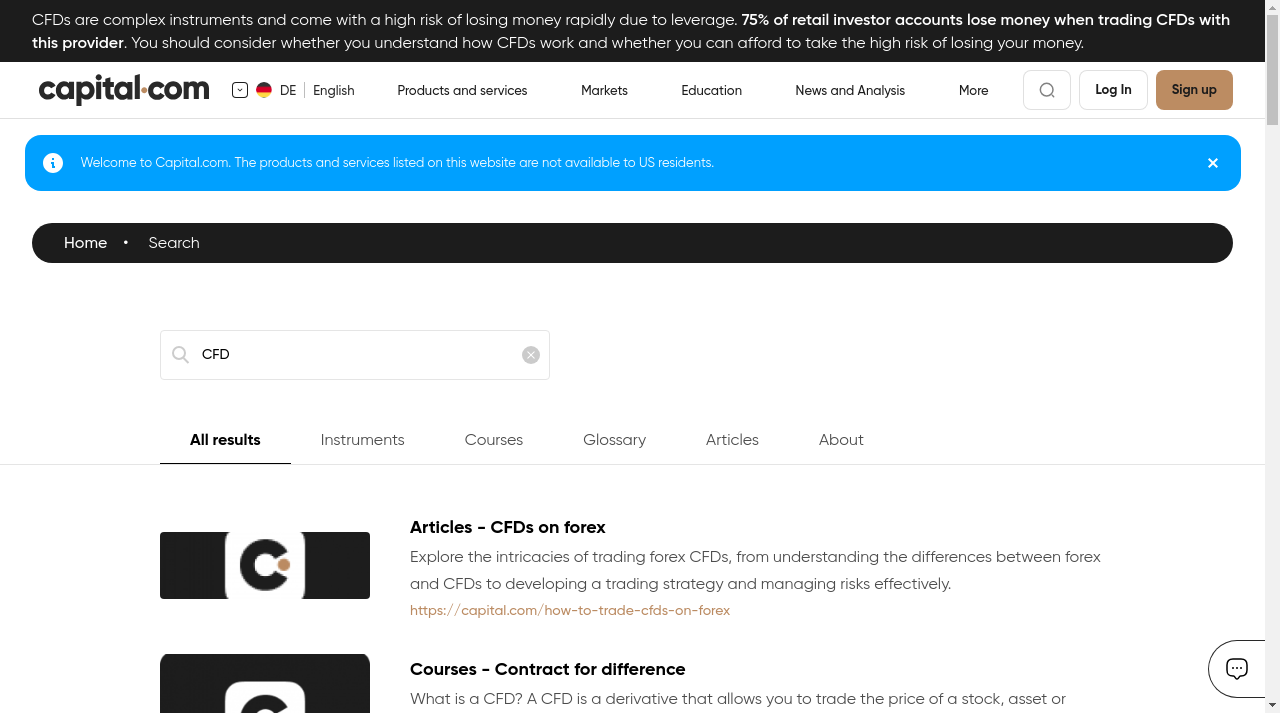 CFDs are complex instruments and come with a high risk of losing money rapidly due to leverage. 75% of retail investor accounts lose money when trading CFDs with
this provider. You should consider whether you understand how CFDs work and whether you can afford to take the high risk of losing your money.
capital.com DE English Products and services Markets Education News and Analysis More Log In Sign up
Welcome to Capital.com. The products and services listed on this website are not available to US residents.
Home • Search
CFD
All results Instruments Courses Glossary Articles About
Articles - CFDs on forex
Explore the intricacies of trading forex CFDs, from understanding the differences between forex
and CFDs to developing a trading strategy and managing risks effectively.
https://capital.com/how-to-trade-cfds-on-forex
Courses - Contract for difference
What is a CFD? A CFD is a derivative that allows you to trade the price of a stock, asset or